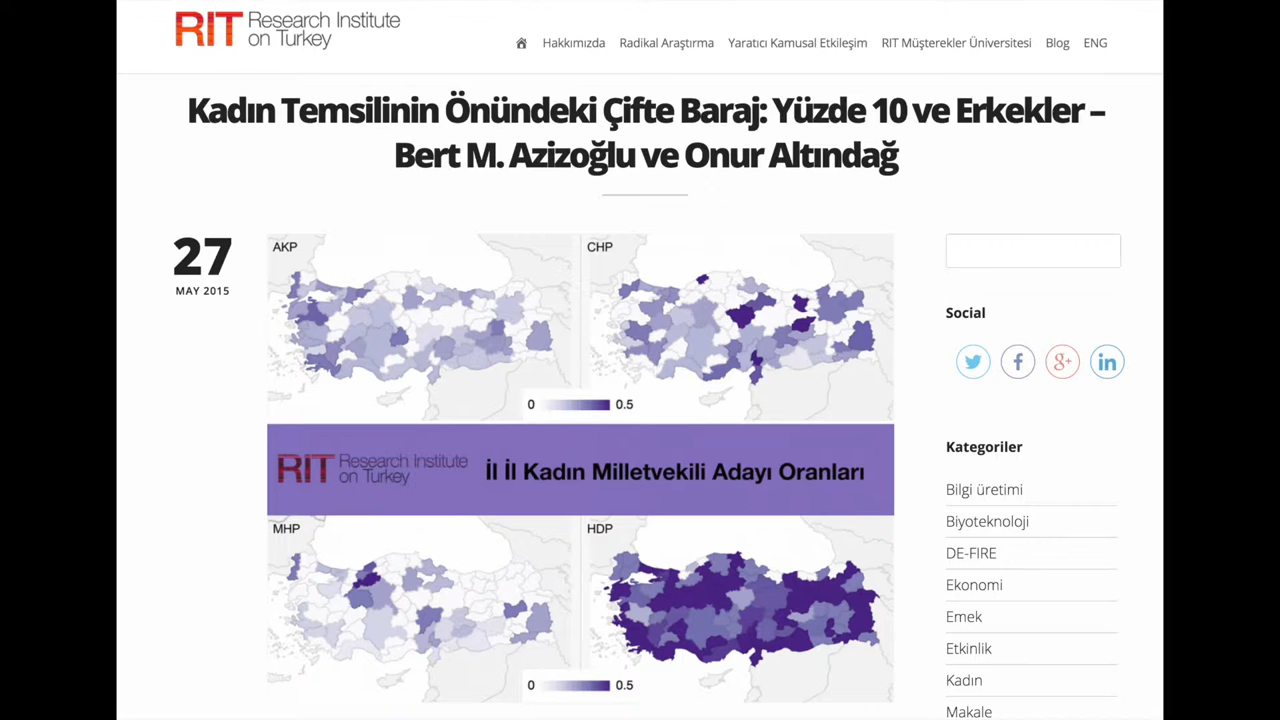 RIT Research Institute
on Turkey
Hakkımızda Radikal Araştırma Yaratıcı Kamusal Etkileşim RIT Müşterekler Üniversitesi Blog ENG
Kadın Temsilinin Önündeki Çifte Baraj: Yüzde 10 ve Erkekler –
Bert M. Azizoğlu ve Onur Altındağ
27
MAY 2015
AKP
CHP
0 0.5
RIT Research Institute
on Turkey
İl İl Kadın Milletvekili Adayı Oranları
MHP
HDP
0 0.5
Social
Kategoriler
Bilgi üretimi
Biyoteknoloji
DE-FIRE
Ekonomi
Emek
Etkinlik
Kadın
Makale